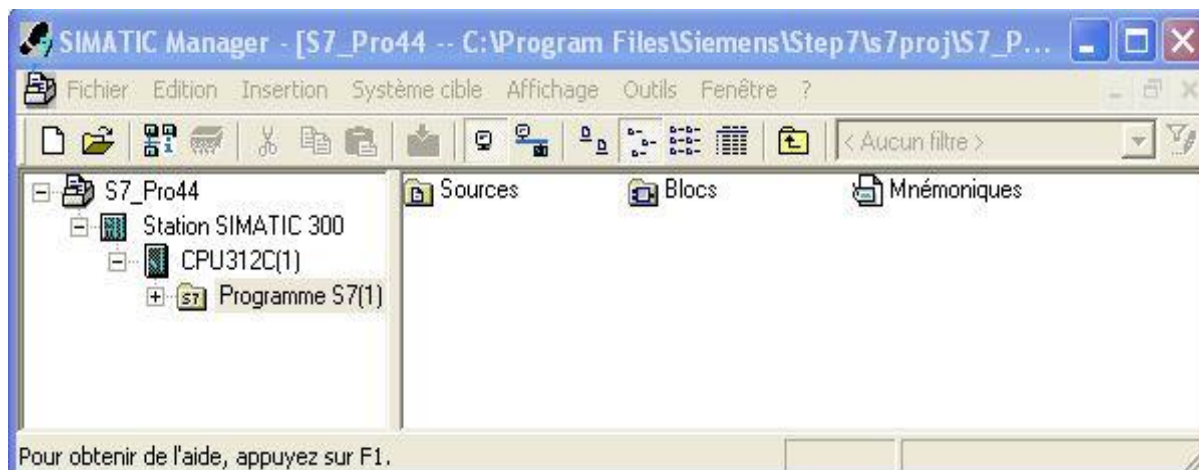 SIMATIC Manager - [S7_Pro44 -- C:\Program Files\Siemens\Step7\s7proj\S7_P...
Fichier Edition Insertion Système cible Affichage Outils Fenêtre ?
< Aucun filtre >
S7_Pro44
Station SIMATIC 300
CPU312C(1)
Programme S7(1)
Sources Blocs Mnémoniques
Pour obtenir de l'aide, appuyez sur F1.